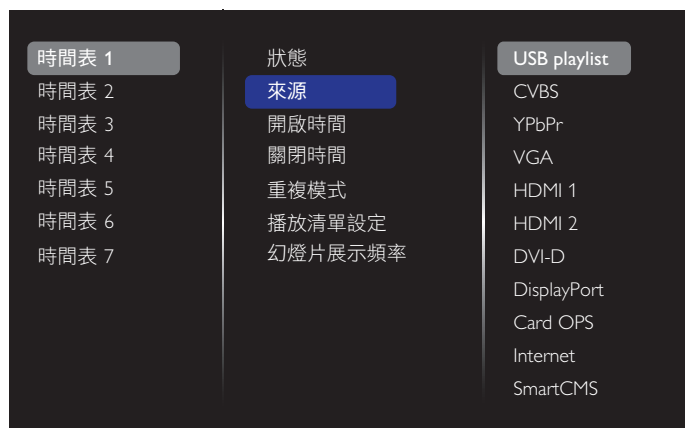 時間表 1
時間表 2
時間表 3
時間表 4
時間表 5
時間表 6
時間表 7
狀態
來源
開啟時間
關閉時間
重複模式
播放清單設定
幻燈片展示頻率
USB playlist
CVBS
YPbPr
VGA
HDMI 1
HDMI 2
DVI-D
DisplayPort
Card OPS
Internet
SmartCMS